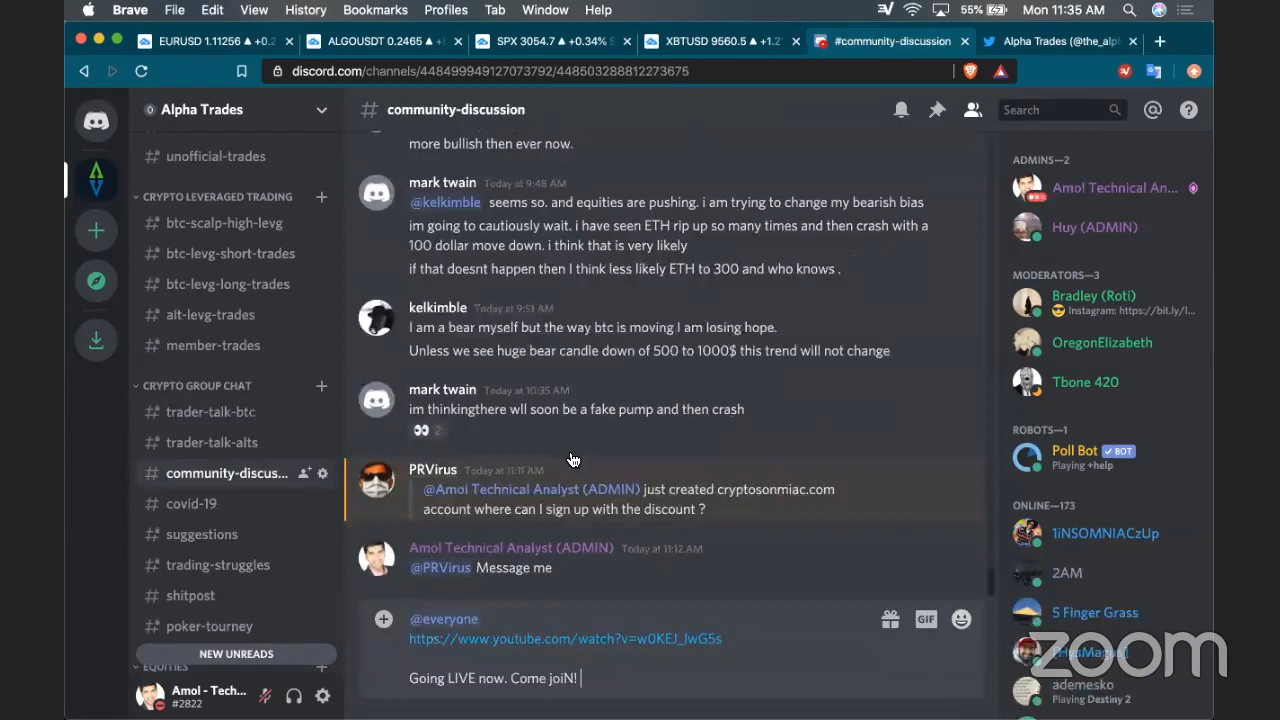 Brave File Edit View History Bookmarks Profiles Tab Window Help 55% Mon 11:35 AM
EURUSD 1.11256 ▲ +0.2 ALGOUSDT 0.2465 ▲ + SPX 3054.7 ▲ +0.34% XBTUSD 9560.5 ▲ +1.2 #community-discussion Alpha Trades (@the_alp
discord.com/channels/448499949127073792/448503288812273675
Alpha Trades
# community-discussion
Search
unofficial-trades
CRYPTO LEVERAGED TRADING
btc-scalp-high-levg
btc-levg-short-trades
btc-levg-long-trades
alt-levg-trades
member-trades
CRYPTO GROUP CHAT
trader-talk-btc
trader-talk-alts
community-discus...
covid-19
suggestions
trading-struggles
shitpost
poker-tourney
NEW UNREADS
EQUITIES
Amol - Tech...
#2822
more bullish then ever now.
mark twain Today at 9:48 AM
@kelkimble seems so. and equities are pushing. i am trying to change my bearish bias
im going to cautiously wait. i have seen ETH rip up so many times and then crash with a
100 dollar move down. i think that is very likely
if that doesnt happen then I think less likely ETH to 300 and who knows .
kelkimble Today at 9:51 AM
I am a bear myself but the way btc is moving I am losing hope.
Unless we see huge bear candle down of 500 to 1000$ this trend will not change
mark twain Today at 10:35 AM
im thinkingthere wll soon be a fake pump and then crash
👀 2
PRVirus Today at 11:11 AM
@Amol Technical Analyst (ADMIN) just created cryptosonmiac.com
account where can I sign up with the discount ?
Amol Technical Analyst (ADMIN) Today at 11:12 AM
@PRVirus Message me
@everyone
https://www.youtube.com/watch?v=w0KEJ_lwG5s
Going LIVE now. Come joiN!
GIF
ADMINS—2
Amol Technical An...
Huy (ADMIN)
MODERATORS—3
Bradley (Roti)
😎 Instagram: https://bit.ly/I...
OregonElizabeth
Tbone 420
ROBOTS—1
Poll Bot ✓ BOT
Playing +help
ONLINE—173
1iNSOMNIACzUp
2AM
5 Finger Grass
ademesko
Playing Destiny 2
zoom